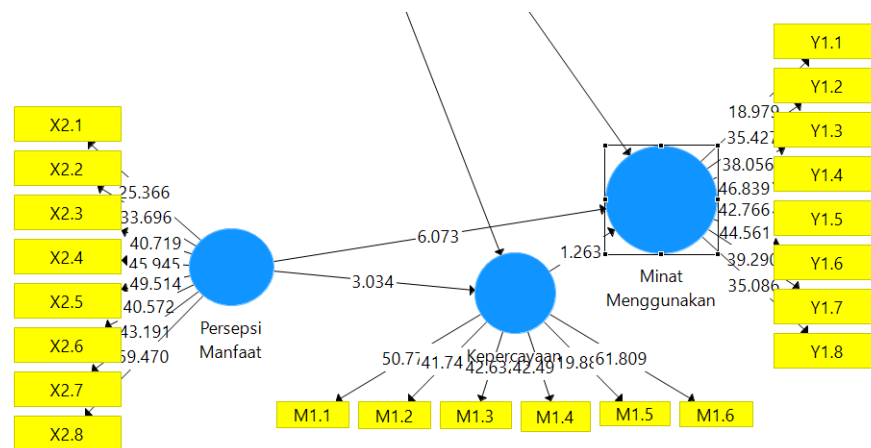 Y1.1
Y1.2
Y1.3
Y1.4
Y1.5
Y1.6
Y1.7
Y1.8
18.979
35.427
38.056
46.839
42.766
44.561
39.290
35.086
X2.1
X2.2
X2.3
X2.4
X2.5
X2.6
X2.7
X2.8
25.366
33.696
40.719
45.945
49.514
40.572
43.191
59.470
6.073
3.034
1.263
Persepsi
Manfaat
Minat
Menggunakan
Kepercayaan
61.809
M1.1
M1.2
M1.3
M1.4
M1.5
M1.6